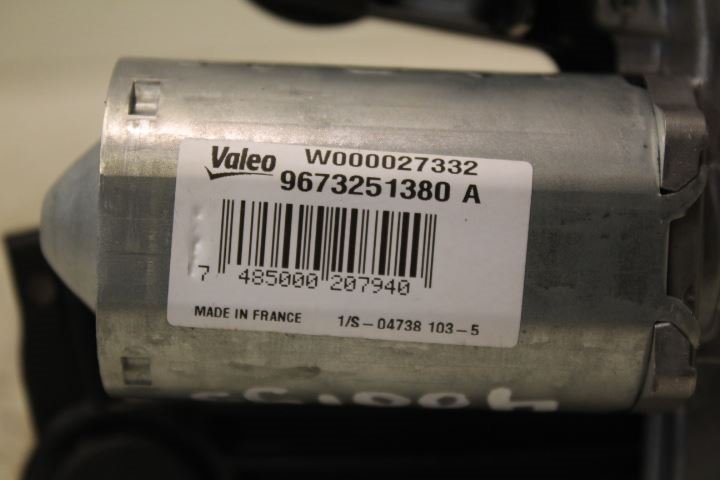 Valeo W000027332
9673251380 A
7 485000 207940
MADE IN FRANCE 1/S-04738 103-5